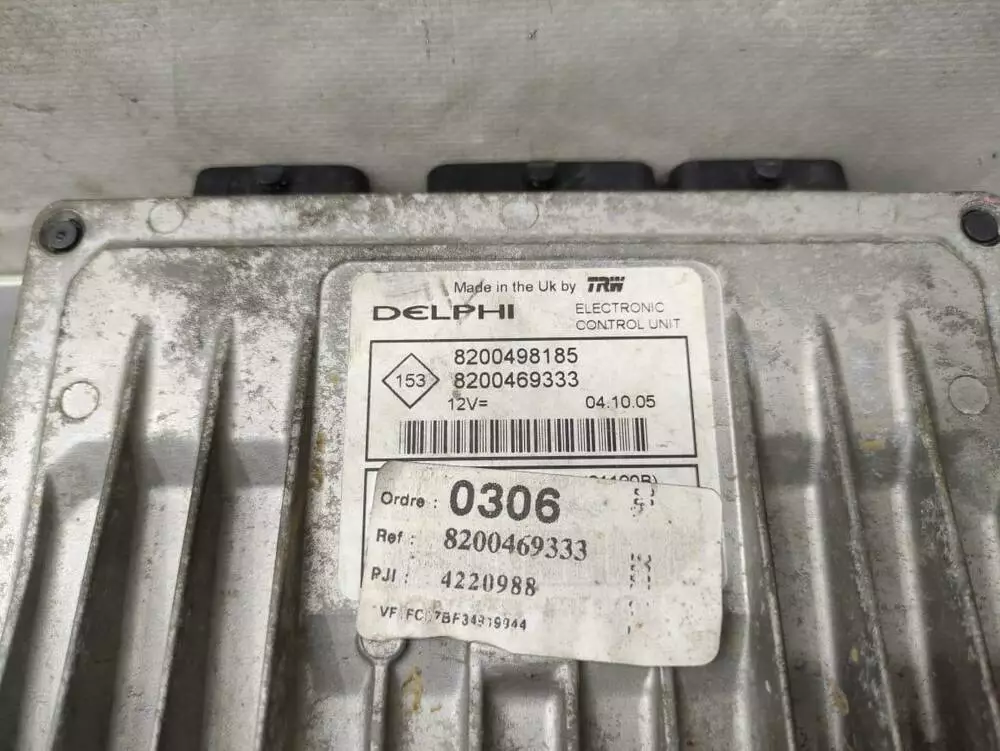 Made in the Uk by TRW
DELPHI ELECTRONIC
CONTROL UNIT
153
8200498185
8200469333
12V= 04.10.05
Ordre : 0306
Ref : 8200469333
PJI : 4220988